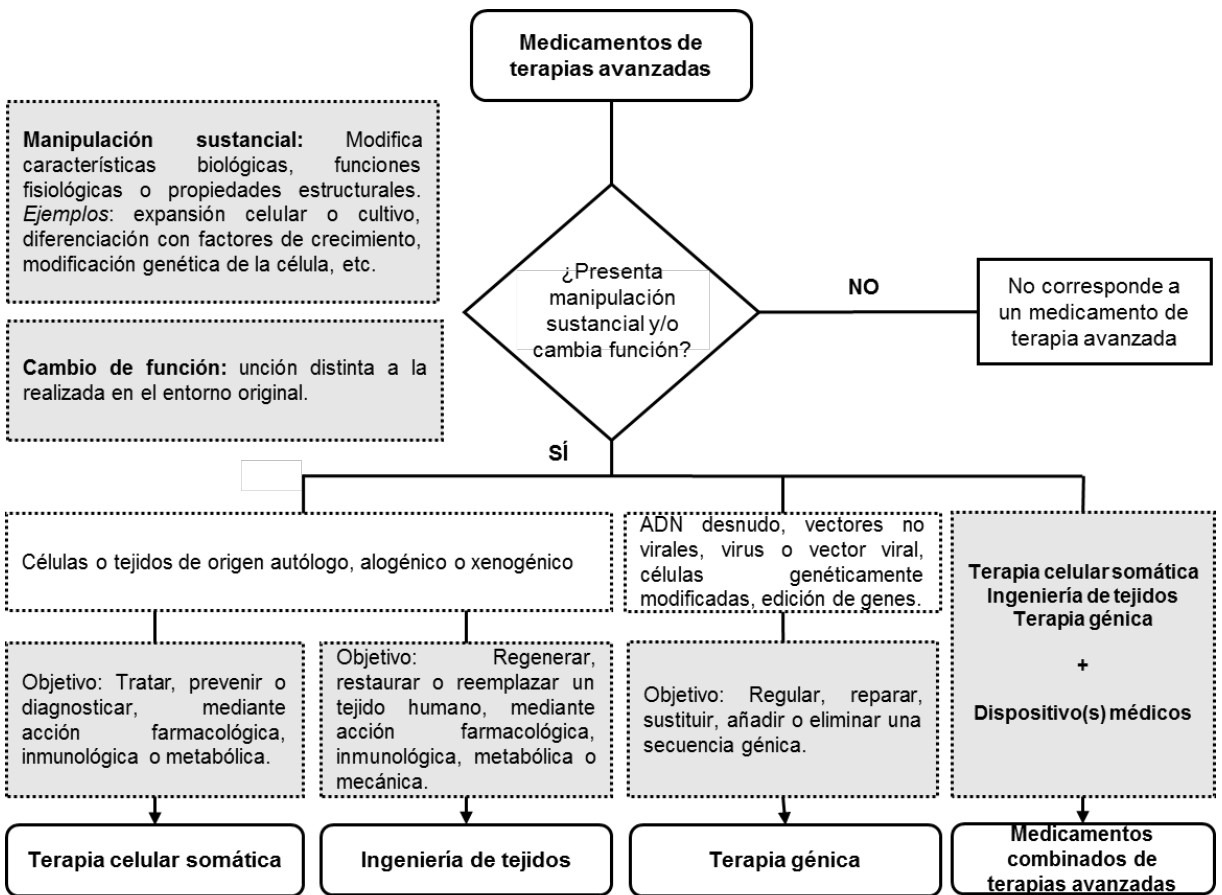 Medicamentos de
terapias avanzadas
Manipulación sustancial: Modifica
características biológicas, funciones
fisiológicas o propiedades estructurales.
Ejemplos: expansión celular o cultivo,
diferenciación con factores de crecimiento,
modificación genética de la célula, etc.
Cambio de función: unción distinta a la
realizada en el entorno original.
¿Presenta
manipulación
sustancial y/o
cambia función?
NO
No corresponde a
un medicamento de
terapia avanzada
SÍ
Células o tejidos de origen autólogo, alogénico o xenogénico
ADN desnudo, vectores no
virales, virus o vector viral,
células genéticamente
modificadas, edición de genes.
Terapia celular somática
Ingeniería de tejidos
Terapia génica
+
Dispositivo(s) médicos
Objetivo: Tratar, prevenir o
diagnosticar, mediante
acción farmacológica,
inmunológica o metabólica.
Objetivo: Regenerar,
restaurar o reemplazar un
tejido humano, mediante
acción farmacológica,
inmunológica, metabólica o
mecánica.
Objetivo: Regular, reparar,
sustituir, añadir o eliminar una
secuencia génica.
Terapia celular somática
Ingeniería de tejidos
Terapia génica
Medicamentos
combinados de
terapias avanzadas